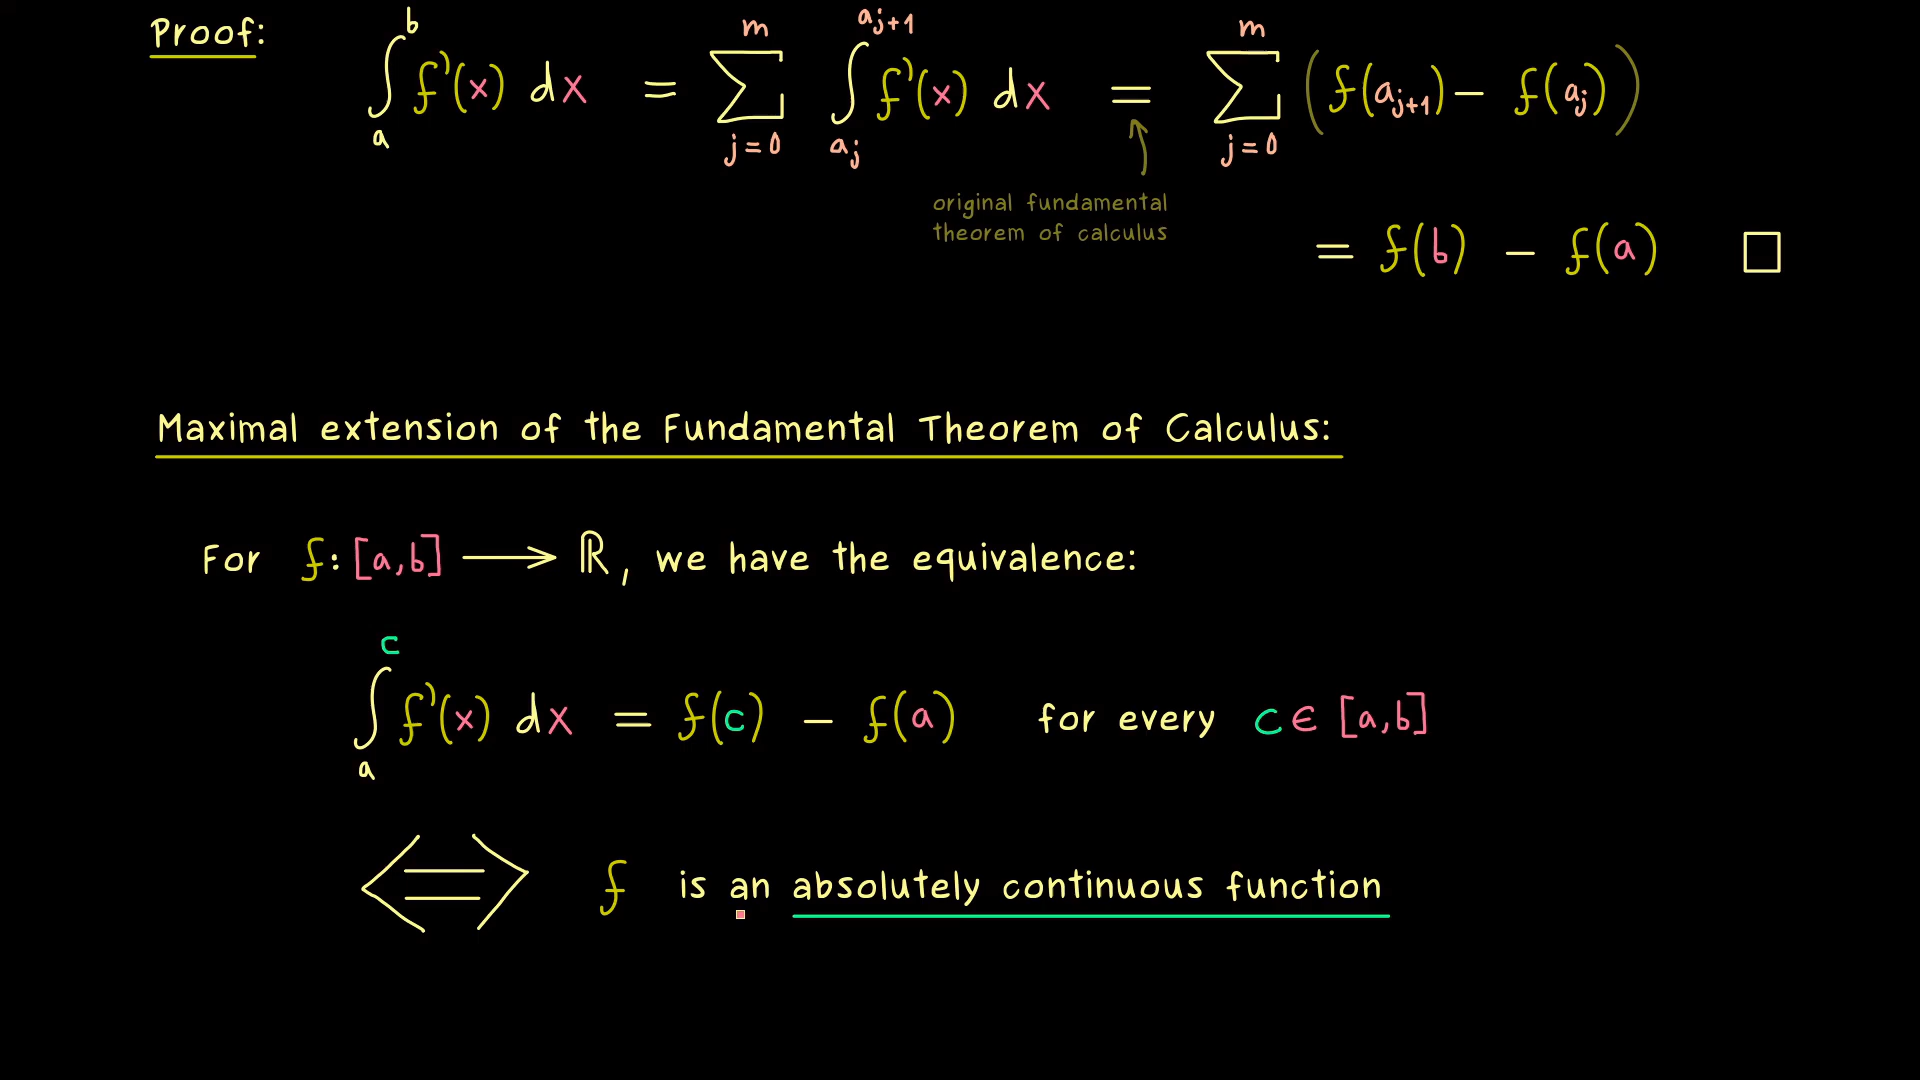 Proof: ∫_a^b f'(x) dx = ∑_{j=0}^m ∫_{a_j}^{a_{j+1}} f'(x) dx = ∑_{j=0}^m (f(a_{j+1}) − f(a_j))
original fundamental
theorem of calculus
= f(b) − f(a) □
Maximal extension of the Fundamental Theorem of Calculus:
For f: [a,b] ⟶ ℝ, we have the equivalence:
∫_a^c f'(x) dx = f(c) − f(a) for every c ∈ [a,b]
⟺ f is an absolutely continuous function